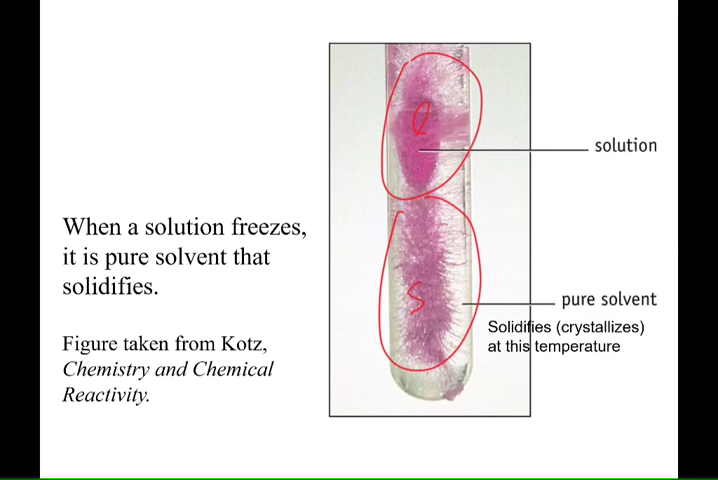 When a solution freezes,
it is pure solvent that
solidifies.
Figure taken from Kotz,
Chemistry and Chemical
Reactivity.
l
solution
S
pure solvent
Solidifies (crystallizes)
at this temperature